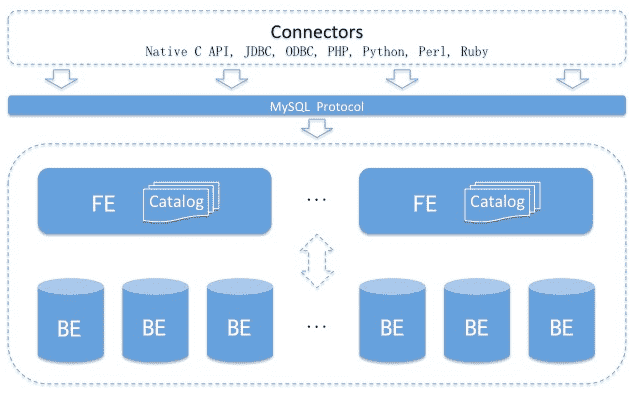 Connectors
Native C API, JDBC, ODBC, PHP, Python, Perl, Ruby
MySQL Protocol
FE Catalog ... FE Catalog
BE BE BE ... BE BE BE